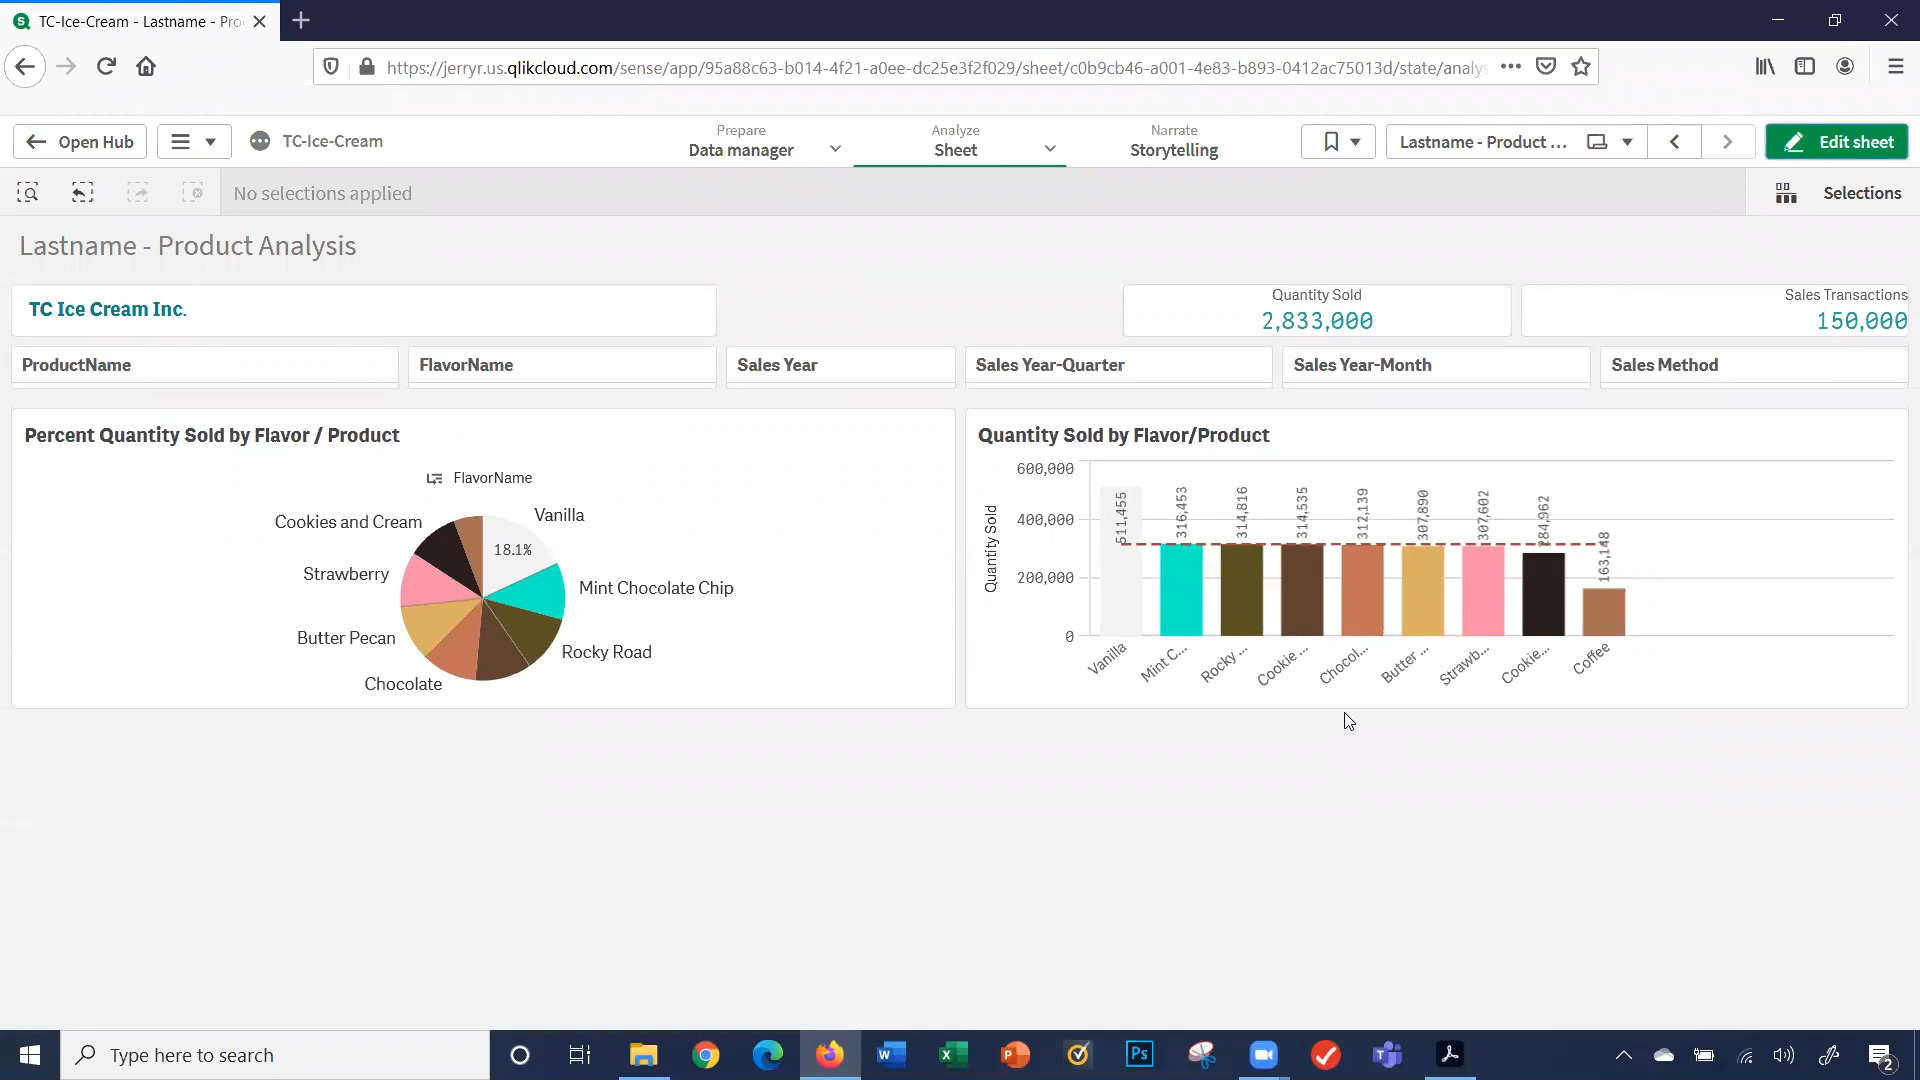 TC-Ice-Cream - Lastname - Pro
https://jerryr.us.qlikcloud.com/sense/app/95a88c63-b014-4f21-a0ee-dc25e3f2f029/sheet/c0b9cb46-a001-4e83-b893-0412ac75013d/state/analys
Open Hub
TC-Ice-Cream
Prepare
Data manager
Analyze
Sheet
Narrate
Storytelling
Lastname - Product ...
Edit sheet
No selections applied
Selections
Lastname - Product Analysis
TC Ice Cream Inc.
Quantity Sold
2,833,000
Sales Transactions
150,000
ProductName
FlavorName
Sales Year
Sales Year-Quarter
Sales Year-Month
Sales Method
Percent Quantity Sold by Flavor / Product
FlavorName
Vanilla
Cookies and Cream
18.1%
Strawberry
Mint Chocolate Chip
Butter Pecan
Rocky Road
Chocolate
Quantity Sold by Flavor/Product
Quantity Sold
600,000
400,000
200,000
0
511,455
316,453
314,816
314,535
312,139
307,890
307,602
284,962
163,148
Vanilla
Mint C...
Rocky ...
Cookie ...
Chocol...
Butter ...
Strawb...
Cookie...
Coffee
Type here to search
2